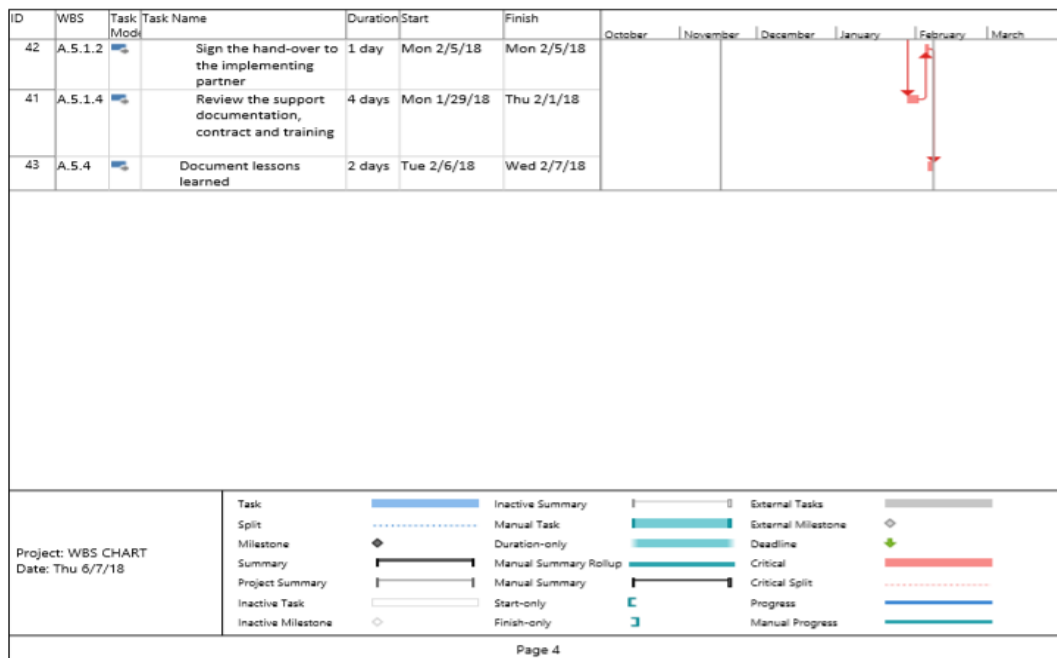 ID WBS Task Mode Task Name Duration Start Finish
October November December January February March
42 A.5.1.2 Sign the hand-over to 1 day Mon 2/5/18 Mon 2/5/18
the implementing
partner
41 A.5.1.4 Review the support 4 days Mon 1/29/18 Thu 2/1/18
documentation,
contract and training
43 A.5.4 Document lessons 2 days Tue 2/6/18 Wed 2/7/18
learned
Project: WBS CHART
Date: Thu 6/7/18
Task Inactive Summary External Tasks
Split Manual Task External Milestone
Milestone Duration-only Deadline
Summary Manual Summary Rollup Critical
Project Summary Manual Summary Critical Split
Inactive Task Start-only Progress
Inactive Milestone Finish-only Manual Progress
Page 4